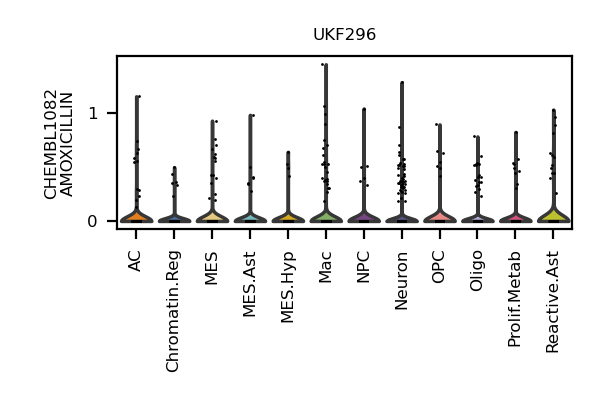 UKF296
CHEMBL1082
AMOXICILLIN
1
0
AC
Chromatin.Reg
MES
MES.Ast
MES.Hyp
Mac
NPC
Neuron
OPC
Oligo
Prolif.Metab
Reactive.Ast